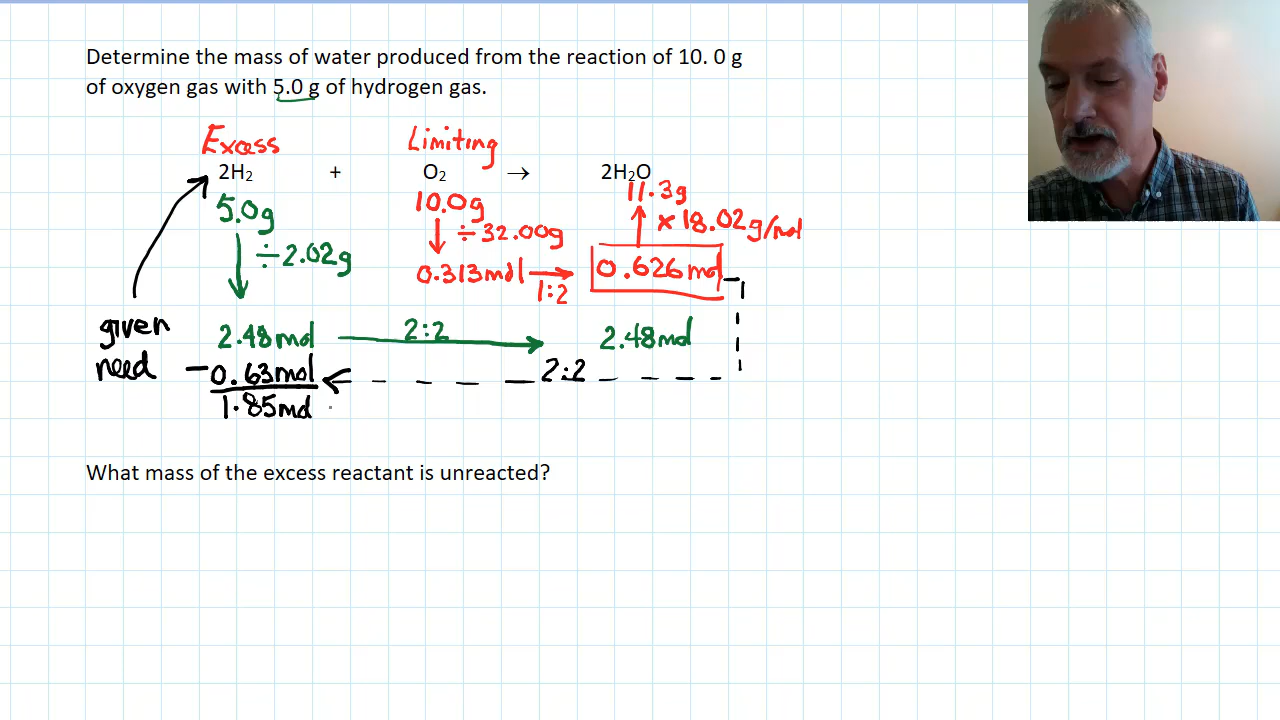 Determine the mass of water produced from the reaction of 10. 0 g
of oxygen gas with 5.0 g of hydrogen gas.
Excess Limiting
2H₂ + O₂ → 2H₂O
11.3g
5.0g 10.0g × 18.02g/mol
÷ 2.02g ÷ 32.00g
0.313mol 1:2 0.626mol
given 2.48mol 2:2 2.48mol
need − 0.63mol 2:2
1.85mol
What mass of the excess reactant is unreacted?